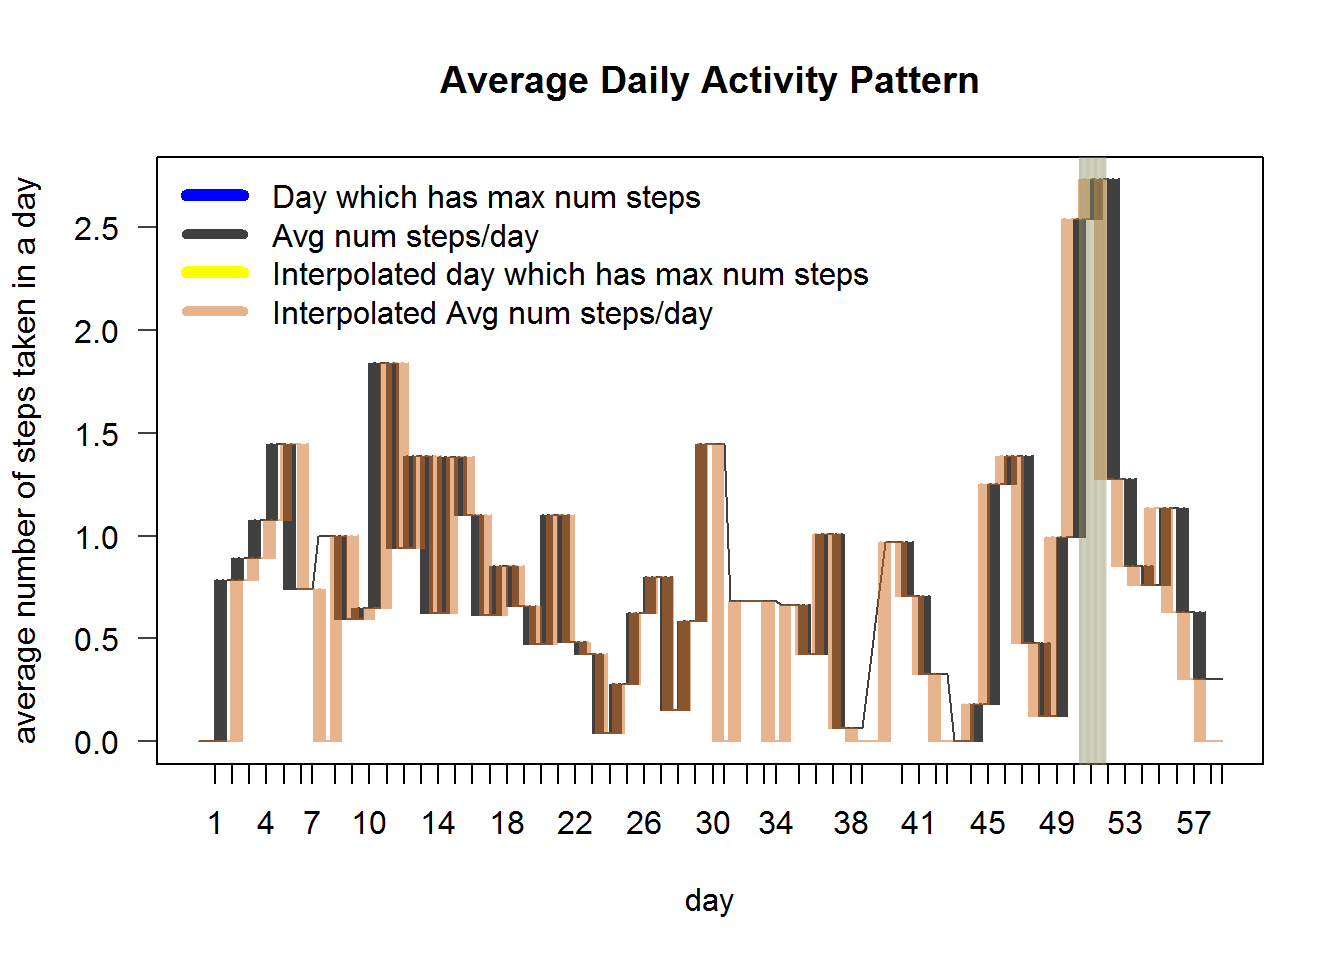 Average Daily Activity Pattern
average number of steps taken in a day
Day which has max num steps
Avg num steps/day
Interpolated day which has max num steps
Interpolated Avg num steps/day
2.5
2.0
1.5
1.0
0.5
0.0
1 4 7 10 14 18 22 26 30 34 38 41 45 49 53 57
day